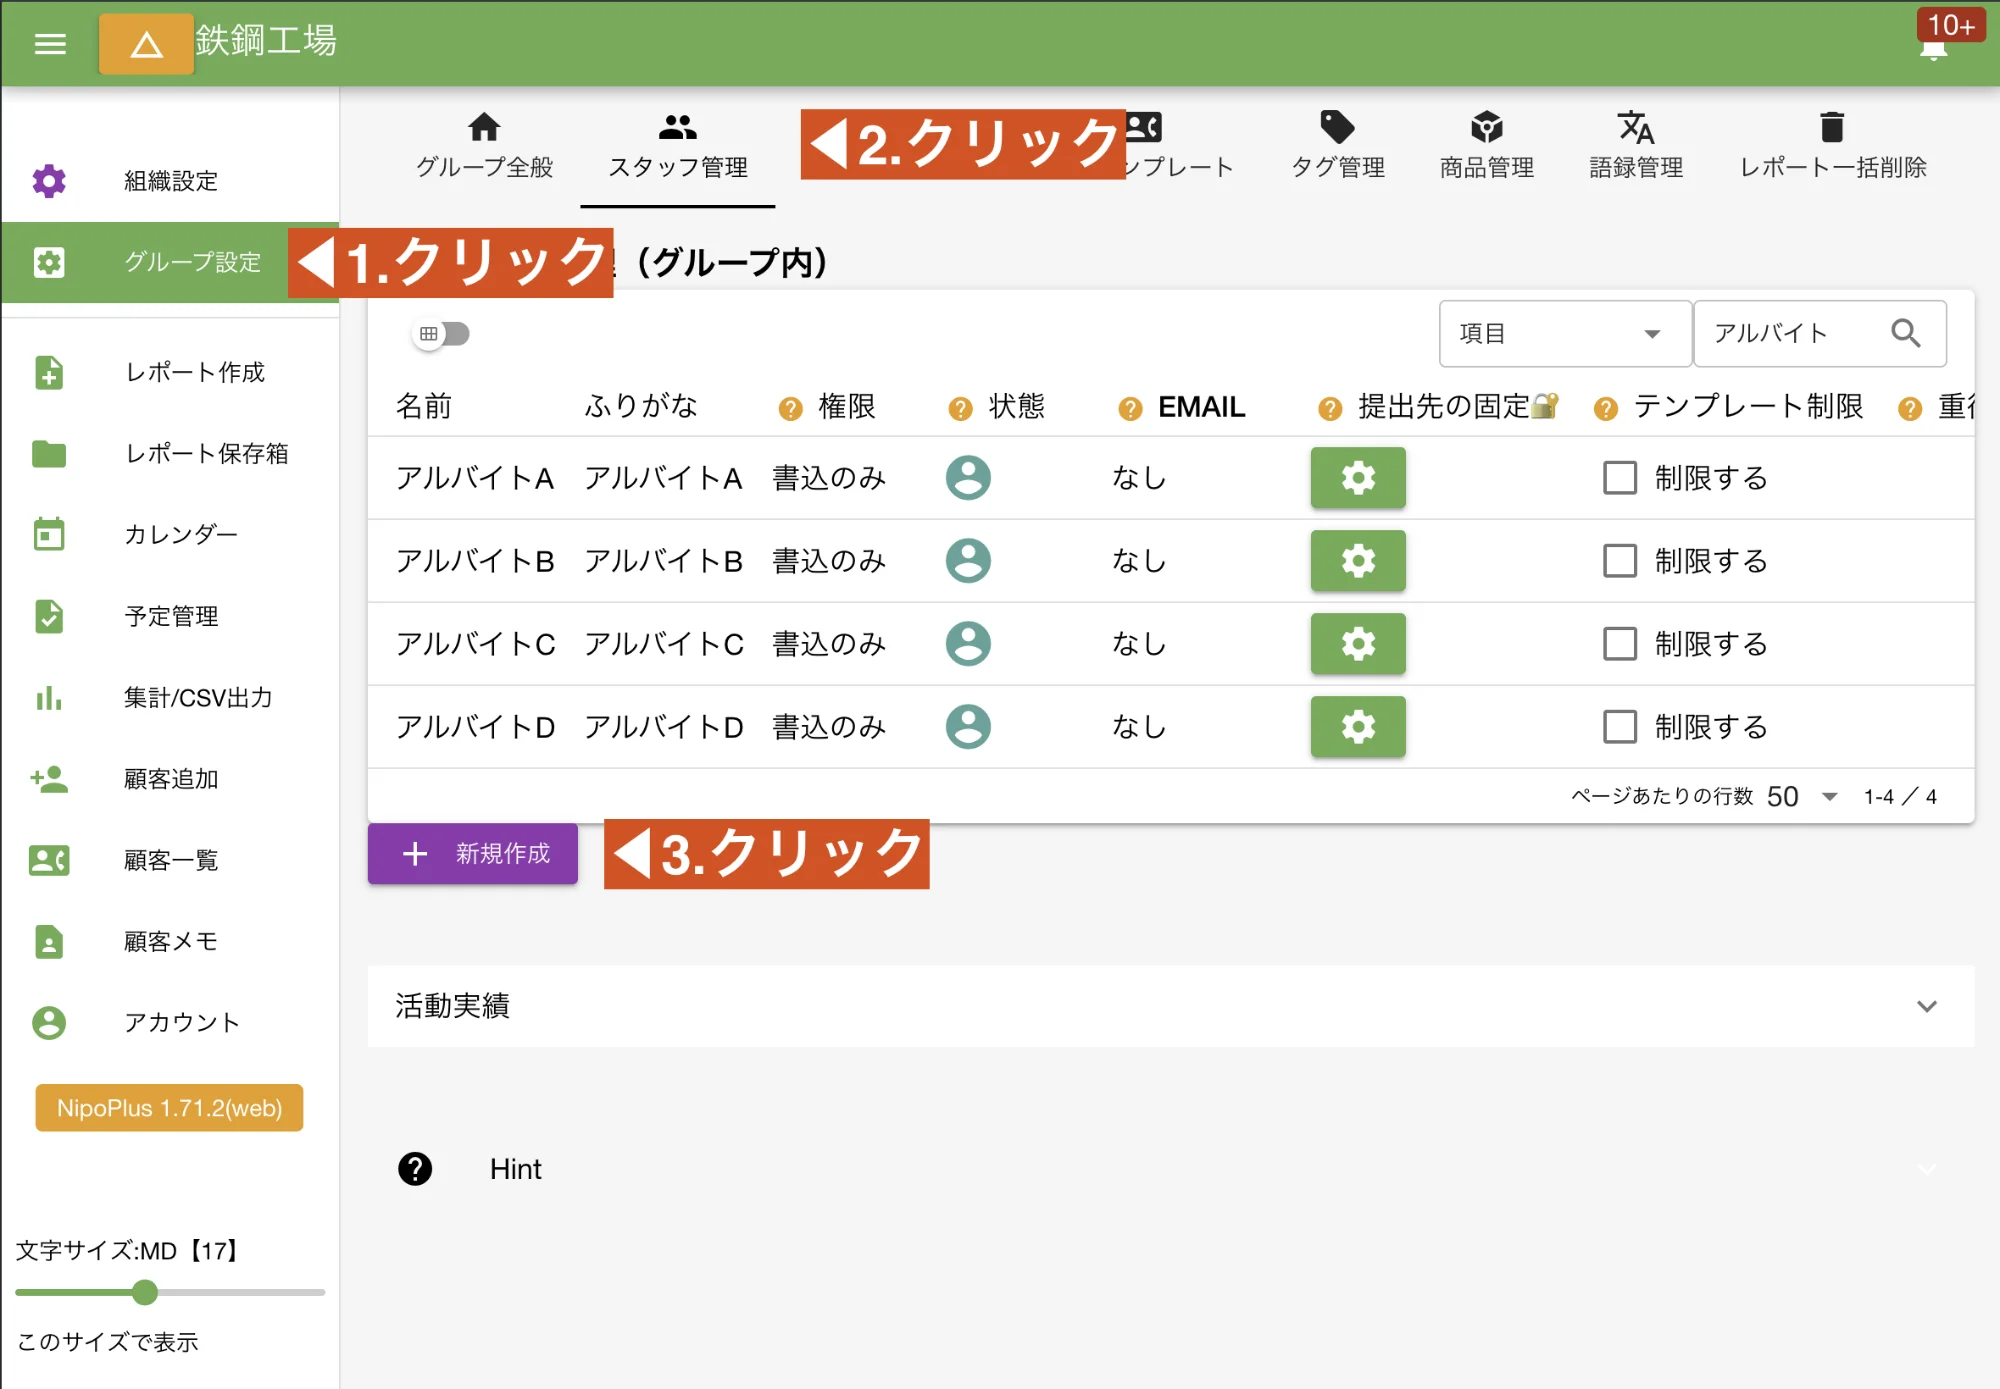 鉄鋼工場
10+
組織設定
グループ設定
レポート作成
レポート保存箱
カレンダー
予定管理
集計/CSV出力
顧客追加
顧客一覧
顧客メモ
アカウント
NipoPlus 1.71.2(web)
文字サイズ:MD【17】
このサイズで表示
グループ全般
スタッフ管理
2.クリック
ンプレート
タグ管理
商品管理
語録管理
レポート一括削除
1.クリック
（グループ内）
項目
アルバイト
名前 ふりがな 権限 状態 EMAIL 提出先の固定🔐 テンプレート制限 重
アルバイトA アルバイトA 書込のみ なし 制限する
アルバイトB アルバイトB 書込のみ なし 制限する
アルバイトC アルバイトC 書込のみ なし 制限する
アルバイトD アルバイトD 書込のみ なし 制限する
ページあたりの行数 50 1-4 ／ 4
＋ 新規作成
3.クリック
活動実績
Hint